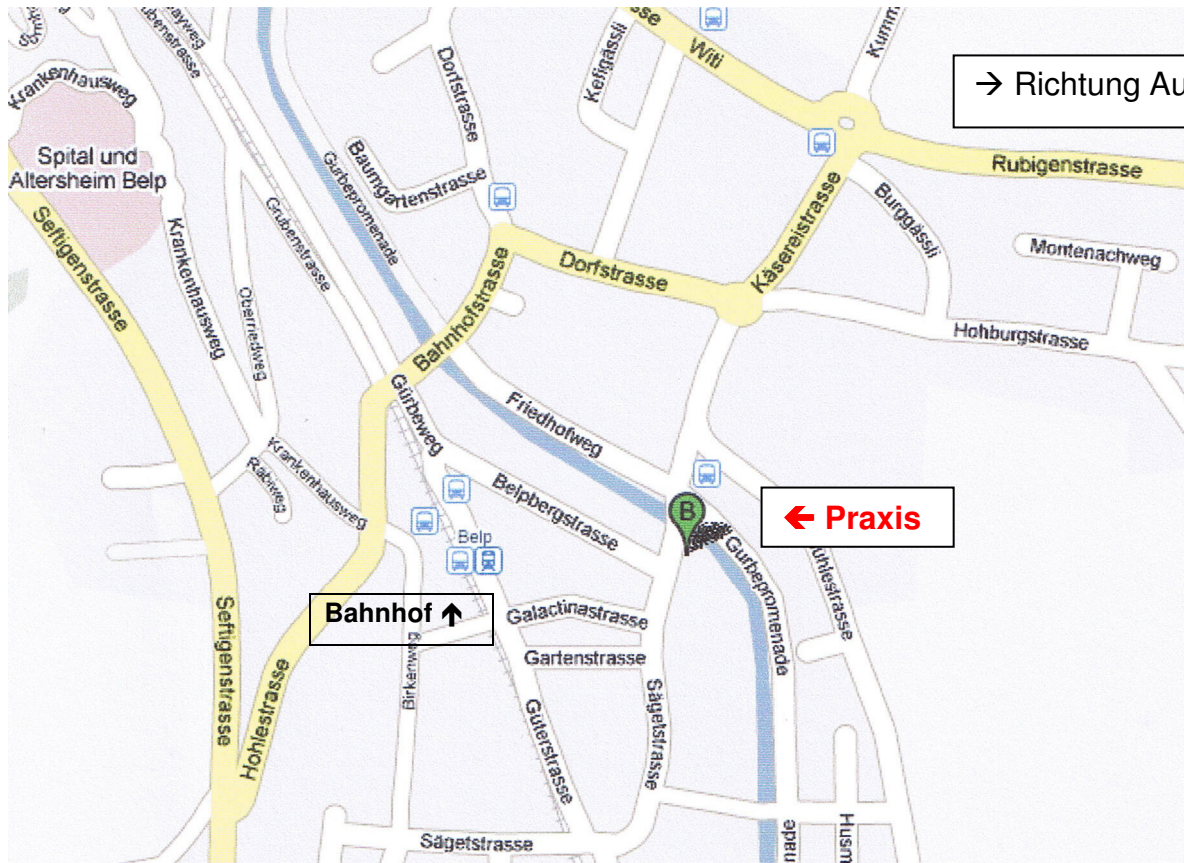 Krankenhausweg
Spital und
Altersheim Belp
Seftigenstrasse
Krankenhausweg
Grubenstrasse
Oberriedweg
Grubenstrasse
Gürbepromenade
Baumgartenstrasse
Dorfstrasse
Kefigässli
Witi
→ Richtung Au
Rubigenstrasse
Burggässli
Montenachweg
Käsereistrasse
Dorfstrasse
Hohburgstrasse
Bahnhofstrasse
Gürbeweg
Friedhofweg
Belpbergstrasse
Krankenhausweg
Rabiweg
Belp
B
← Praxis
Gürbepromenade
Bahnhof ↑
Galactinastrasse
Gartenstrasse
Birkenweg
Seftigenstrasse
Hohlestrasse
Güterstrasse
Sägetstrasse
Sägetstrasse